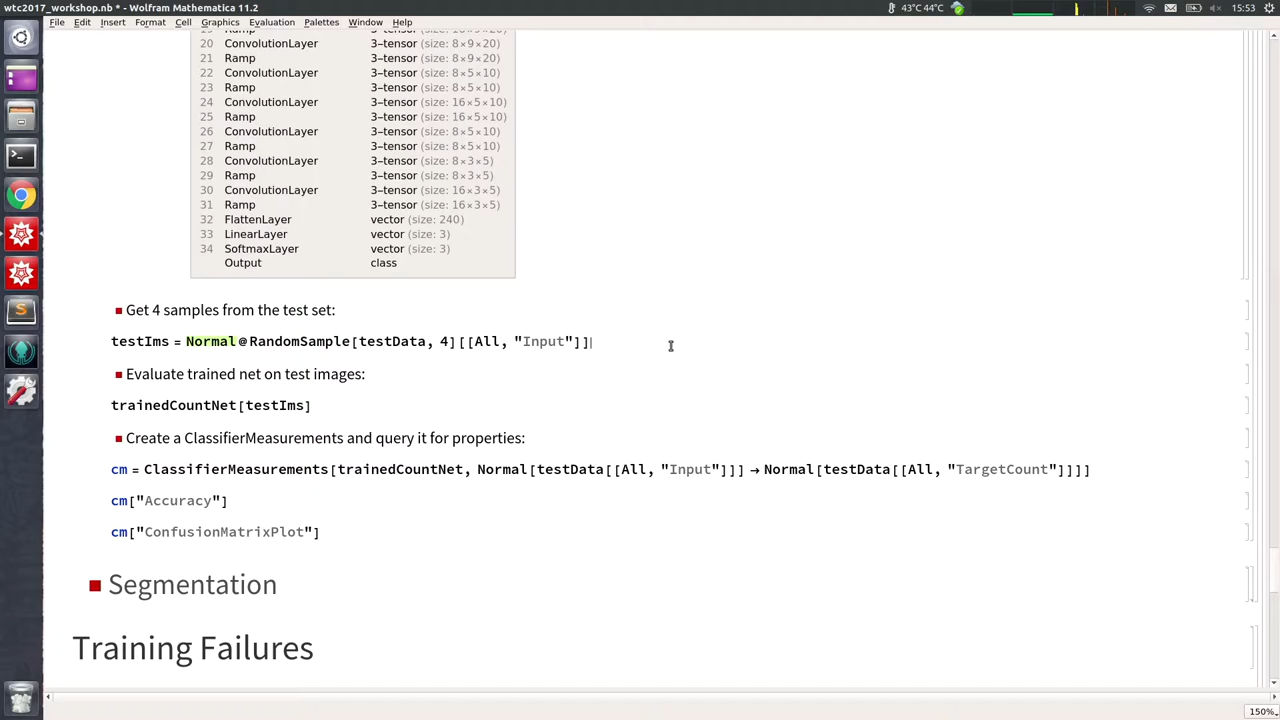 wtc2017_workshop.nb * - Wolfram Mathematica 11.2
43°C 44°C
15:53
File Edit Insert Format Cell Graphics Evaluation Palettes Window Help
20 ConvolutionLayer 3-tensor (size: 8×9×20)
21 Ramp 3-tensor (size: 8×9×20)
22 ConvolutionLayer 3-tensor (size: 8×5×10)
23 Ramp 3-tensor (size: 8×5×10)
24 ConvolutionLayer 3-tensor (size: 16×5×10)
25 Ramp 3-tensor (size: 16×5×10)
26 ConvolutionLayer 3-tensor (size: 8×5×10)
27 Ramp 3-tensor (size: 8×5×10)
28 ConvolutionLayer 3-tensor (size: 8×3×5)
29 Ramp 3-tensor (size: 8×3×5)
30 ConvolutionLayer 3-tensor (size: 16×3×5)
31 Ramp 3-tensor (size: 16×3×5)
32 FlattenLayer vector (size: 240)
33 LinearLayer vector (size: 3)
34 SoftmaxLayer vector (size: 3)
Output class
Get 4 samples from the test set:
testIms = Normal@RandomSample[testData, 4][[All, "Input"]]
Evaluate trained net on test images:
trainedCountNet[testIms]
Create a ClassifierMeasurements and query it for properties:
cm = ClassifierMeasurements[trainedCountNet, Normal[testData[[All, "Input"]]] → Normal[testData[[All, "TargetCount"]]]]
cm["Accuracy"]
cm["ConfusionMatrixPlot"]
Segmentation
Training Failures
150%